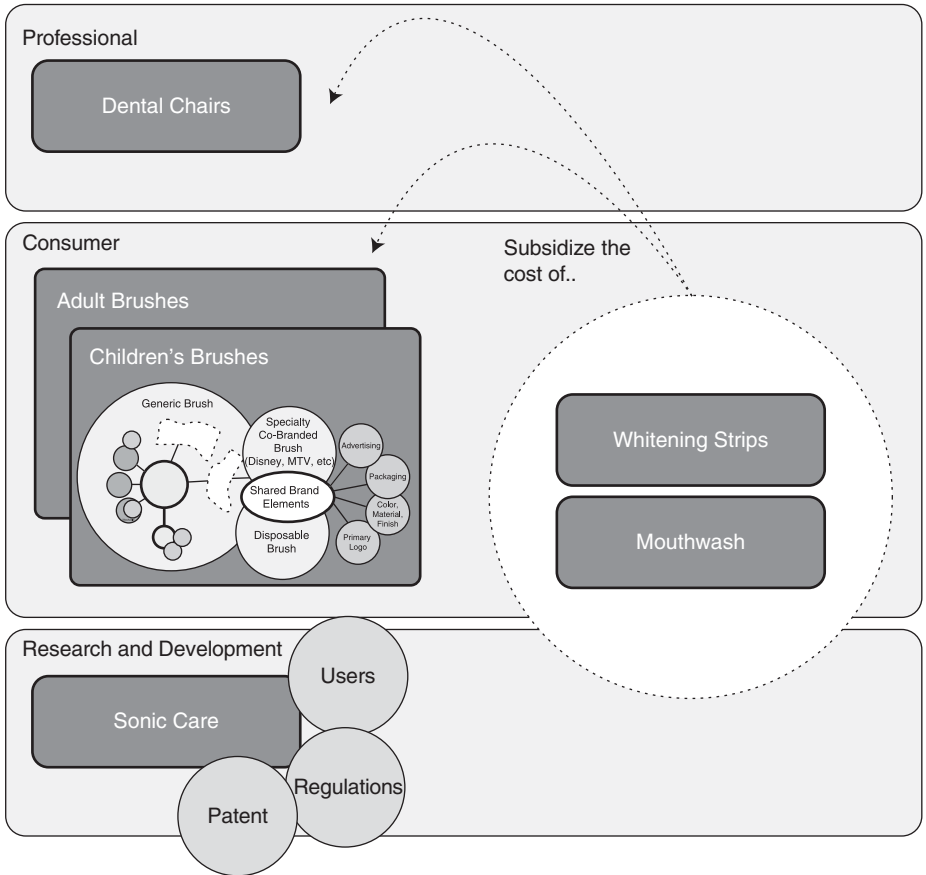 Professional
Dental Chairs
Consumer
Subsidize the
cost of..
Adult Brushes
Children's Brushes
Generic Brush
Specialty
Co-Branded
Brush
(Disney, MTV, etc)
Shared Brand
Elements
Disposable
Brush
Advertising
Packaging
Color,
Material,
Finish
Primary
Logo
Whitening Strips
Mouthwash
Research and Development
Sonic Care
Users
Regulations
Patent